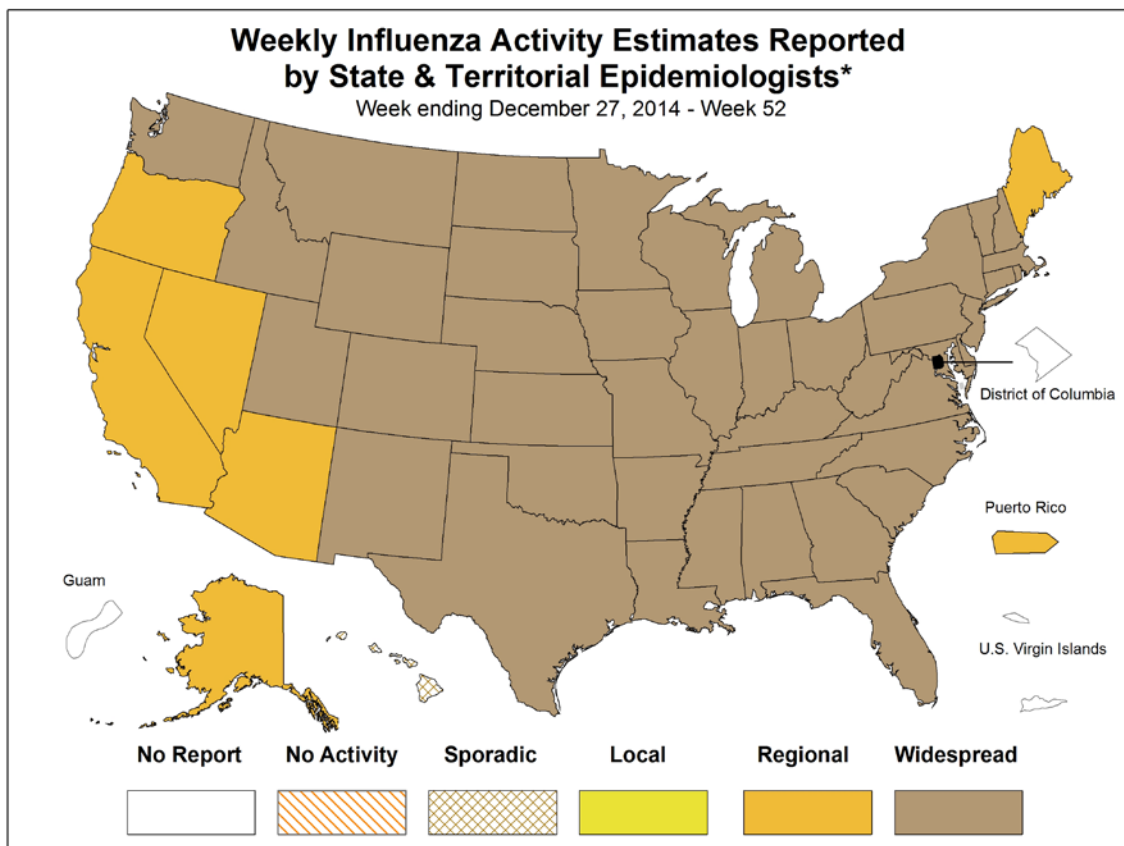 Weekly Influenza Activity Estimates Reported
by State & Territorial Epidemiologists*
Week ending December 27, 2014 - Week 52
District of Columbia
Puerto Rico
Guam
U.S. Virgin Islands
No Report
No Activity
Sporadic
Local
Regional
Widespread